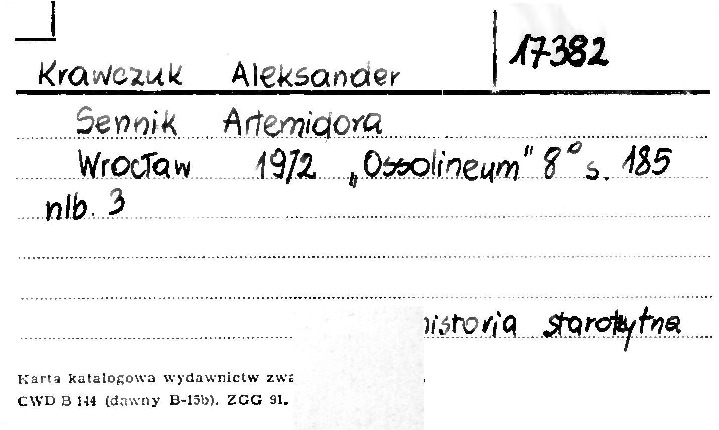 17382
Krawczuk Aleksander
Sennik Artemidora
Wrocław 1972 „Ossolineum" 8° s. 185
nlb. 3
historia starożytna
Karta katalogowa wydawnictw
CWD B 144 (dawny B-15b). ZGG 91.